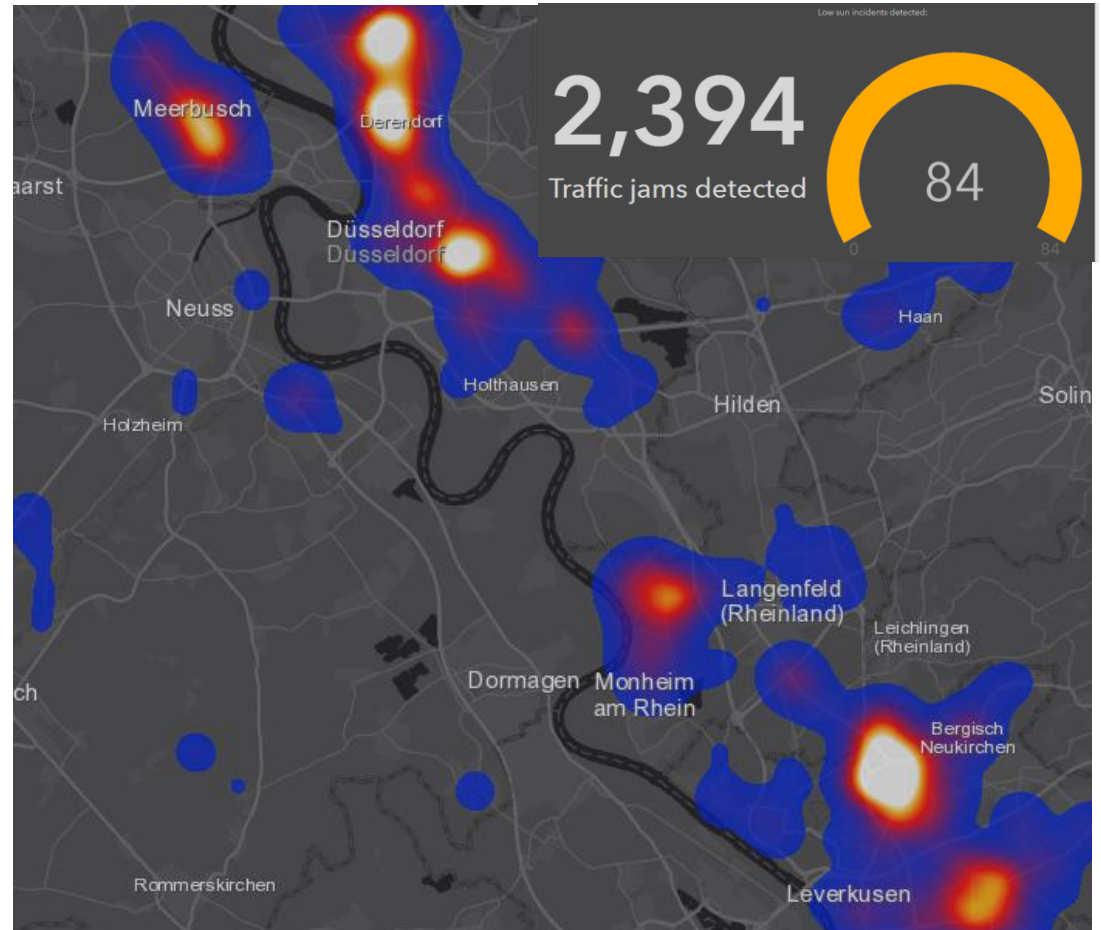 Low sun incidents detected:
2,394
Traffic jams detected
84
0
84
Meerbusch
Derendorf
aarst
Düsseldorf
Düsseldorf
Neuss
Haan
Holthausen
Solin
Hilden
Holzheim
Langenfeld
(Rheinland)
Leichlingen
(Rheinland)
Dormagen
Monheim
am Rhein
ch
Bergisch
Neukirchen
Rommerskirchen
Leverkusen